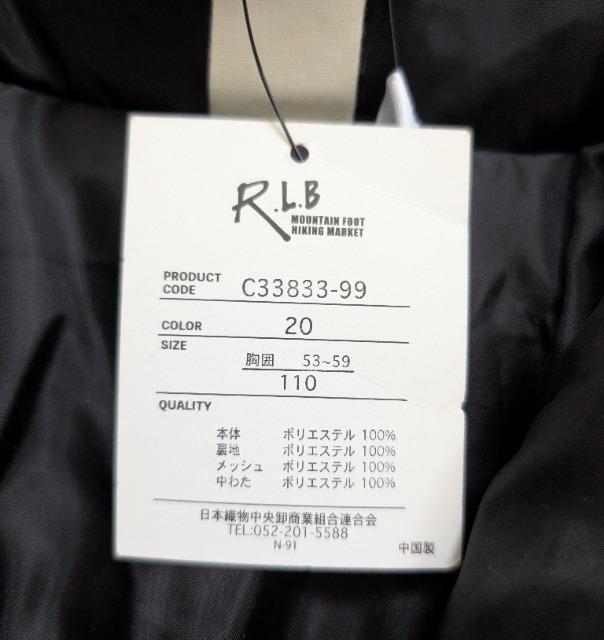 R.L.B
MOUNTAIN FOOT
HIKING MARKET
PRODUCT
CODE C33833-99
COLOR 20
SIZE
胸囲 53~59
110
QUALITY
本体 ポリエステル 100%
裏地 ポリエステル 100%
メッシュ ポリエステル 100%
中わた ポリエステル 100%
日本織物中央卸商業組合連合会
TEL:052-201-5588
N-91
中国製